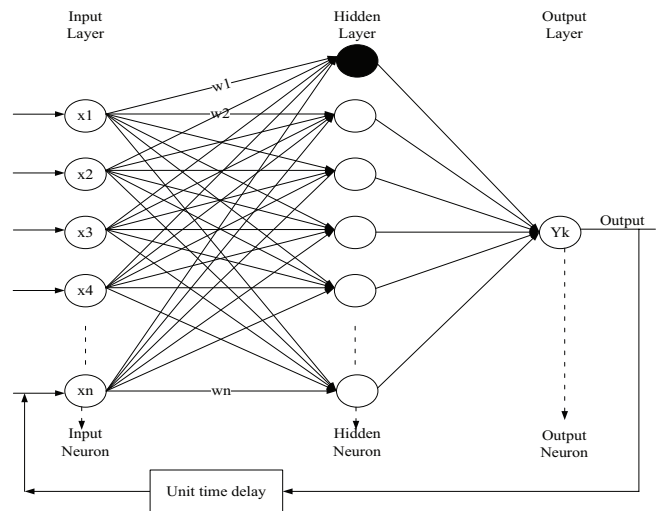 Input
Layer
Hidden
Layer
Output
Layer
w1
x1
w2
x2
x3
Yk
Output
x4
xn
wn
Input
Neuron
Hidden
Neuron
Output
Neuron
Unit time delay